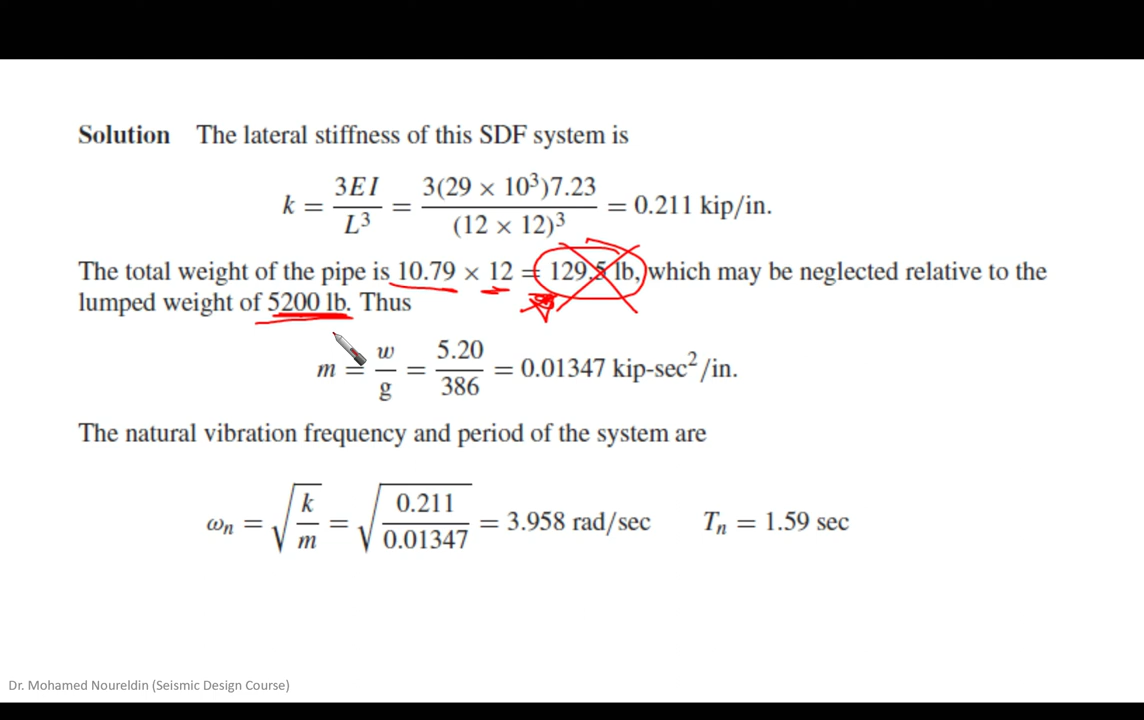 Solution The lateral stiffness of this SDF system is
k = 3EI / L³ = 3(29 × 10³)7.23 / (12 × 12)³ = 0.211 kip/in.
The total weight of the pipe is 10.79 × 12 = 129.5 lb, which may be neglected relative to the
lumped weight of 5200 lb. Thus
m = w / g = 5.20 / 386 = 0.01347 kip-sec²/in.
The natural vibration frequency and period of the system are
ωₙ = √(k / m) = √(0.211 / 0.01347) = 3.958 rad/sec Tₙ = 1.59 sec
Dr. Mohamed Noureldin (Seismic Design Course)